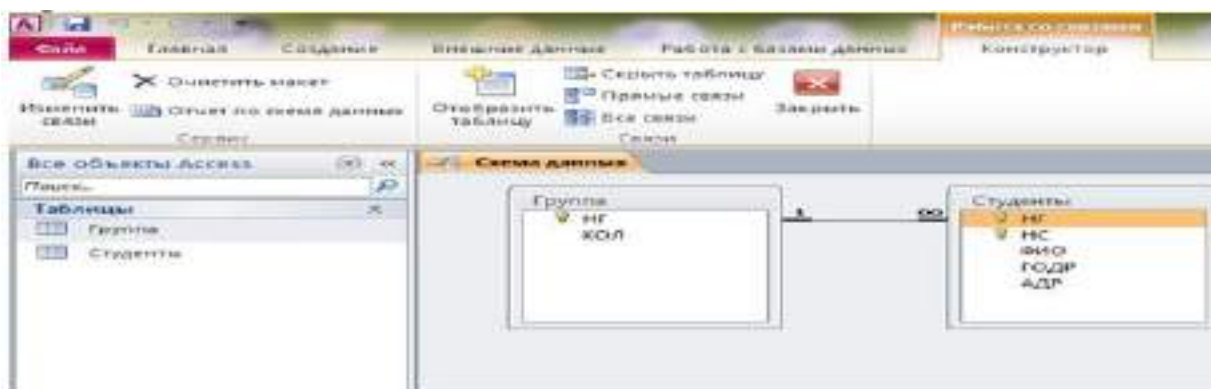 Работа со связями
Файл Главная Создание Внешние данные Работа с базами данных Конструктор
Изменить связи
Очистить макет
Отчет по схеме данных
Сервис
Отобразить таблицу
Скрыть таблицу
Прямые связи
Все связи
Связи
Закрыть
Все объекты Access
Поиск...
Таблицы
Группа
Студенты
Схема данных
Группа
НГ
КОЛ
1 ∞
Студенты
НГ
НС
ФИО
ГОДР
АДР